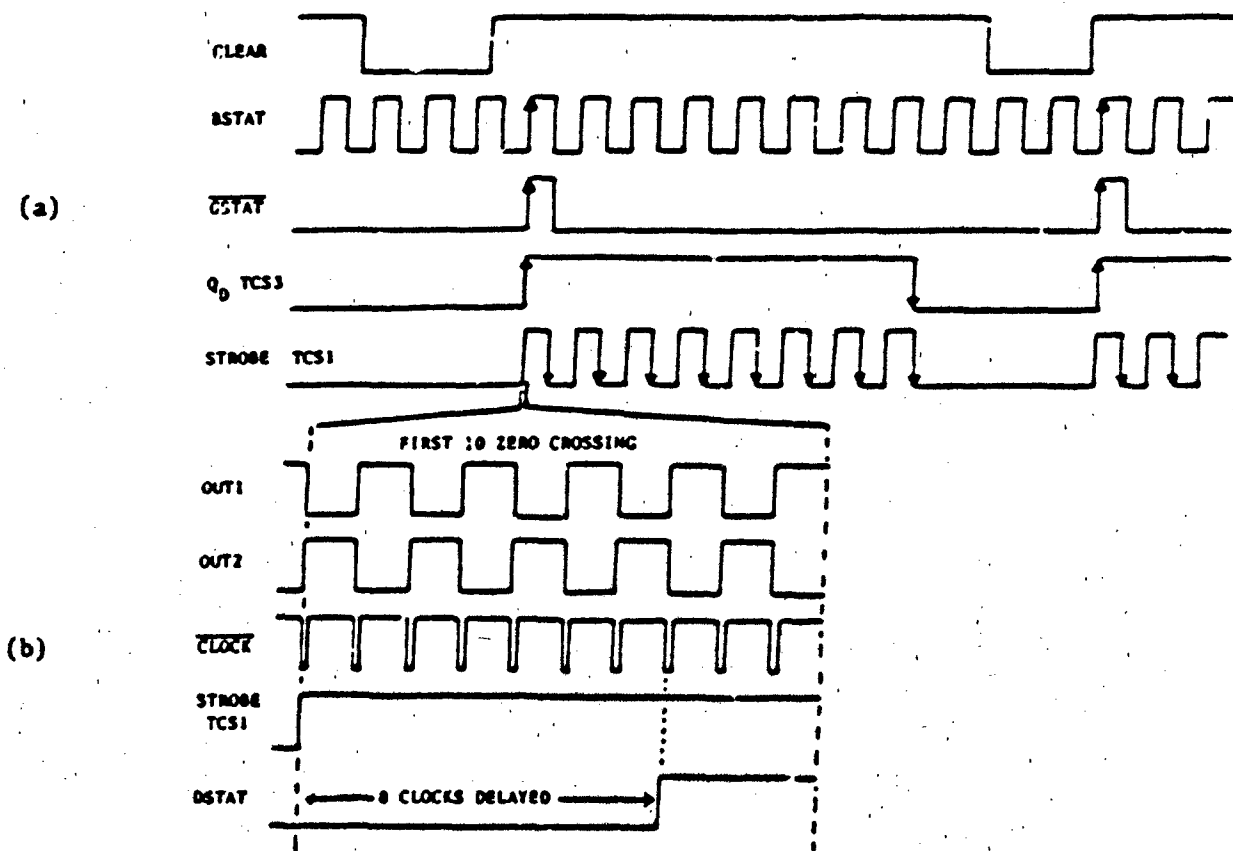 CLEAR
BSTAT
(a)
GSTAT
Q_D TCS3
STROBE TCS1
FIRST 10 ZERO CROSSING
OUT1
OUT2
(b)
CLOCK
STROBE
TCS1
DSTAT
8 CLOCKS DELAYED